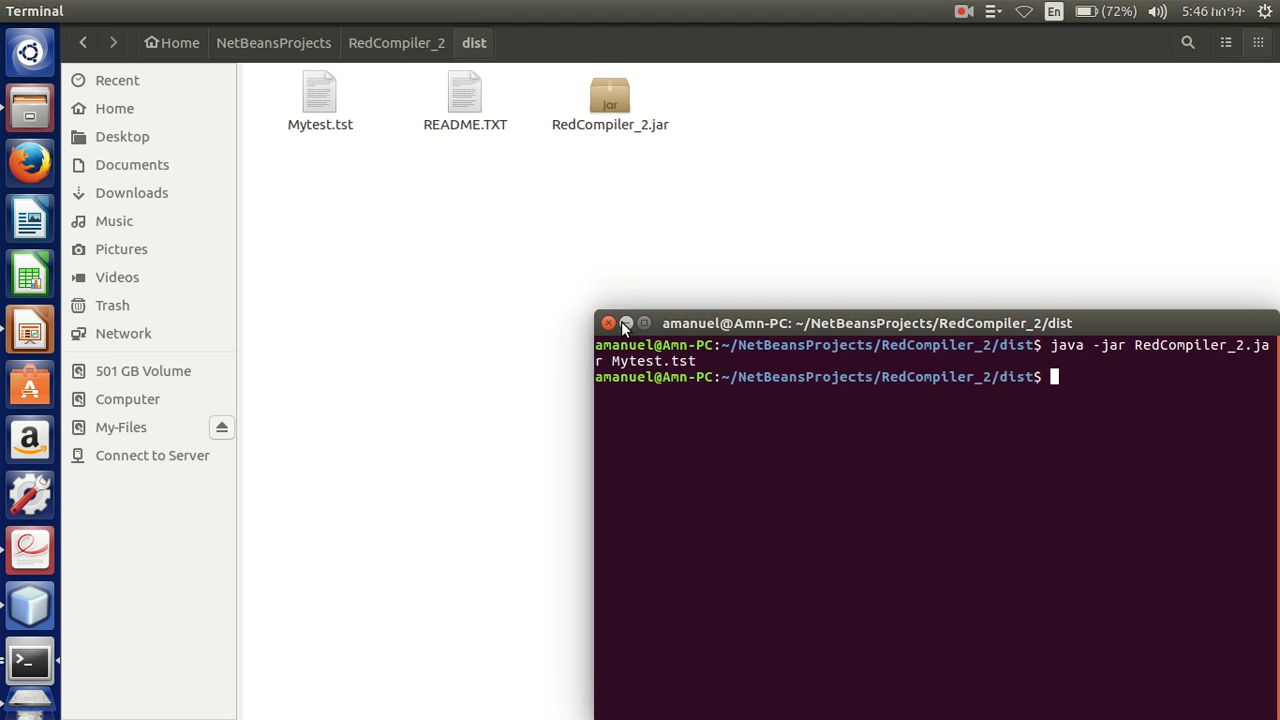 Terminal
En
(72%)
5:46 ከሰዓት
Home
NetBeansProjects
RedCompiler_2
dist
Recent
Home
Desktop
Documents
Downloads
Music
Pictures
Videos
Trash
Network
501 GB Volume
Computer
My-Files
Connect to Server
Mytest.tst
README.TXT
jar
RedCompiler_2.jar
amanuel@Amn-PC: ~/NetBeansProjects/RedCompiler_2/dist
amanuel@Amn-PC:~/NetBeansProjects/RedCompiler_2/dist$ java -jar RedCompiler_2.ja
r Mytest.tst
amanuel@Amn-PC:~/NetBeansProjects/RedCompiler_2/dist$